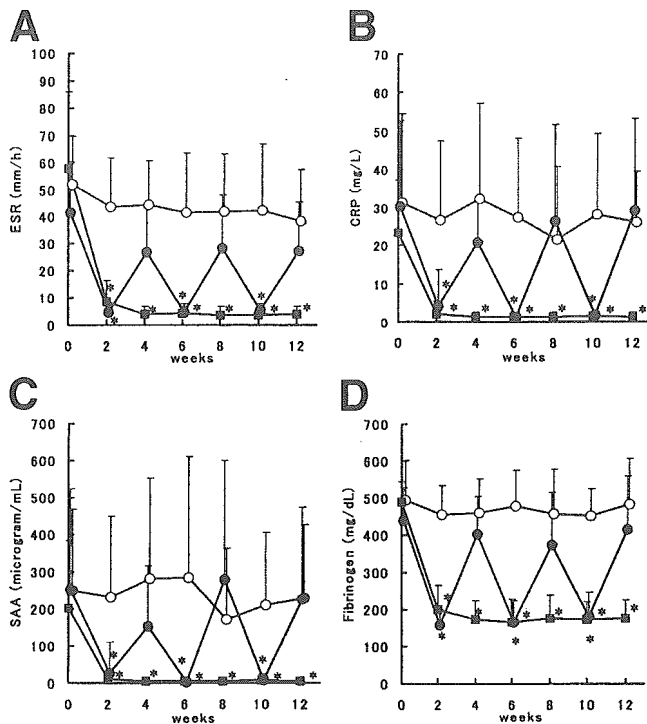 A
B
ESR (mm/h)
100
90
80
70
60
50
40
30
20
10
0
0 2 4 6 8 10 12
weeks
* * * * * * * *
CRP (mg/L)
70
60
50
40
30
20
10
0
0 2 4 6 8 10 12
weeks
* * * * * * * * *
C
D
SAA (microgram/mL)
700
600
500
400
300
200
100
0
0 2 4 6 8 10 12
weeks
* * * * * * * * *
Fibrinogen (mg/dL)
700
600
500
400
300
200
100
0
0 2 4 6 8 10 12
weeks
* * * * * * * * *